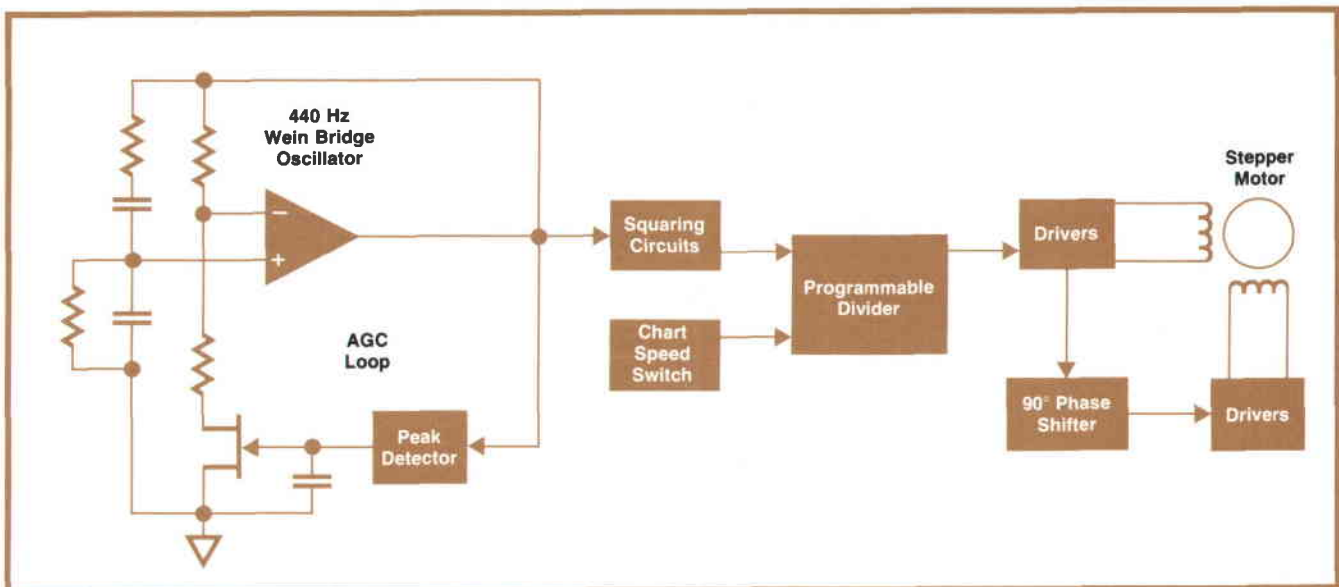 440 Hz
Wein Bridge
Oscillator
−
+
AGC
Loop
Peak
Detector
Squaring
Circuits
Chart
Speed
Switch
Programmable
Divider
Drivers
Stepper
Motor
90° Phase
Shifter
Drivers